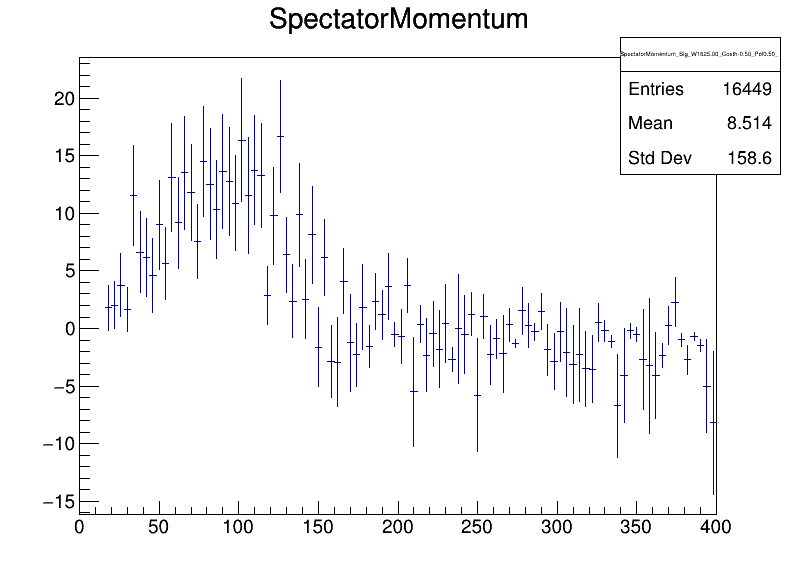 SpectatorMomentum
SpectatorMomentum_Sig_W1625.00_Costh-0.50_Pol0.50_
Entries 16449
Mean 8.514
Std Dev 158.6
20
15
10
5
0
−5
−10
−15
0 50 100 150 200 250 300 350 400